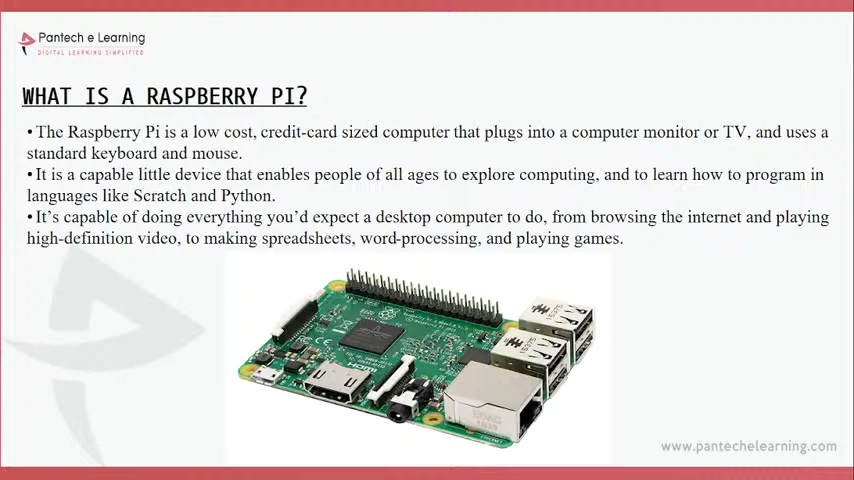 Pantech e Learning
DIGITAL LEARNING SIMPLIFIED
WHAT IS A RASPBERRY PI?
• The Raspberry Pi is a low cost, credit-card sized computer that plugs into a computer monitor or TV, and uses a
standard keyboard and mouse.
• It is a capable little device that enables people of all ages to explore computing, and to learn how to program in
languages like Scratch and Python.
• It’s capable of doing everything you’d expect a desktop computer to do, from browsing the internet and playing
high-definition video, to making spreadsheets, word-processing, and playing games.
HDMI
www.pantechelearning.com